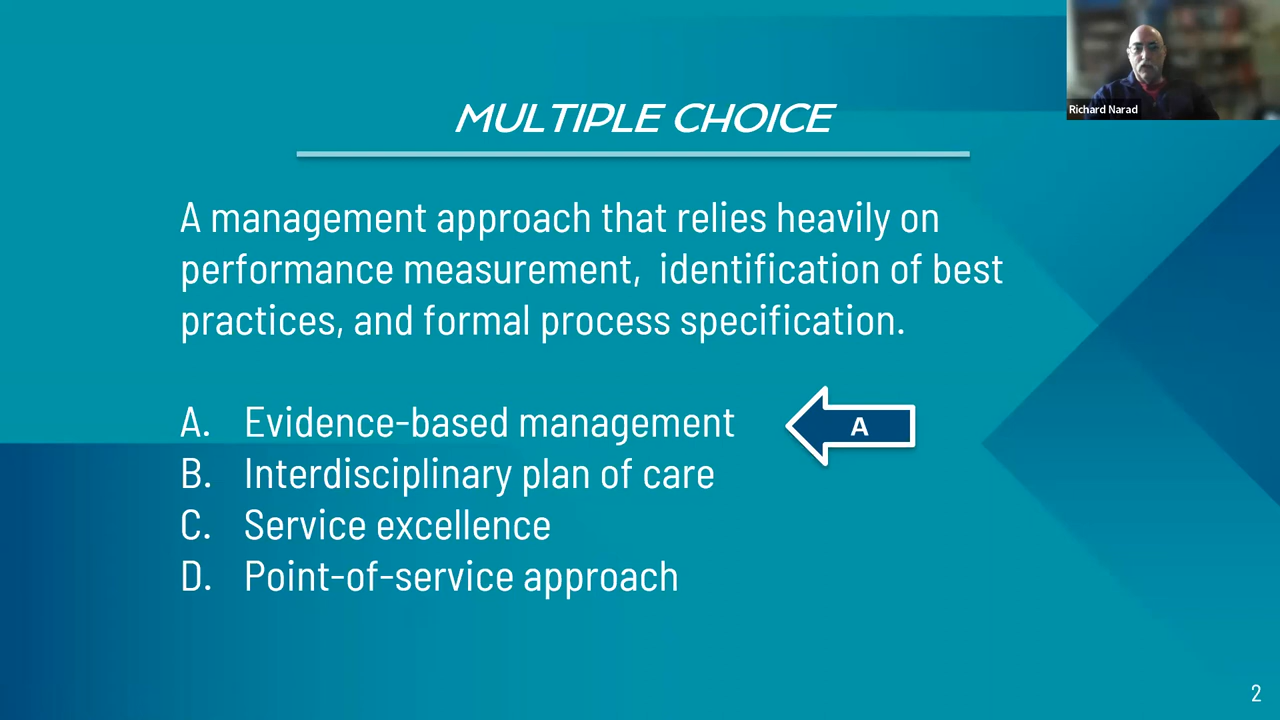 MULTIPLE CHOICE
Richard Narad
A management approach that relies heavily on
performance measurement,  identification of best
practices, and formal process specification.
A. Evidence-based management
A
B. Interdisciplinary plan of care
C. Service excellence
D. Point-of-service approach
2